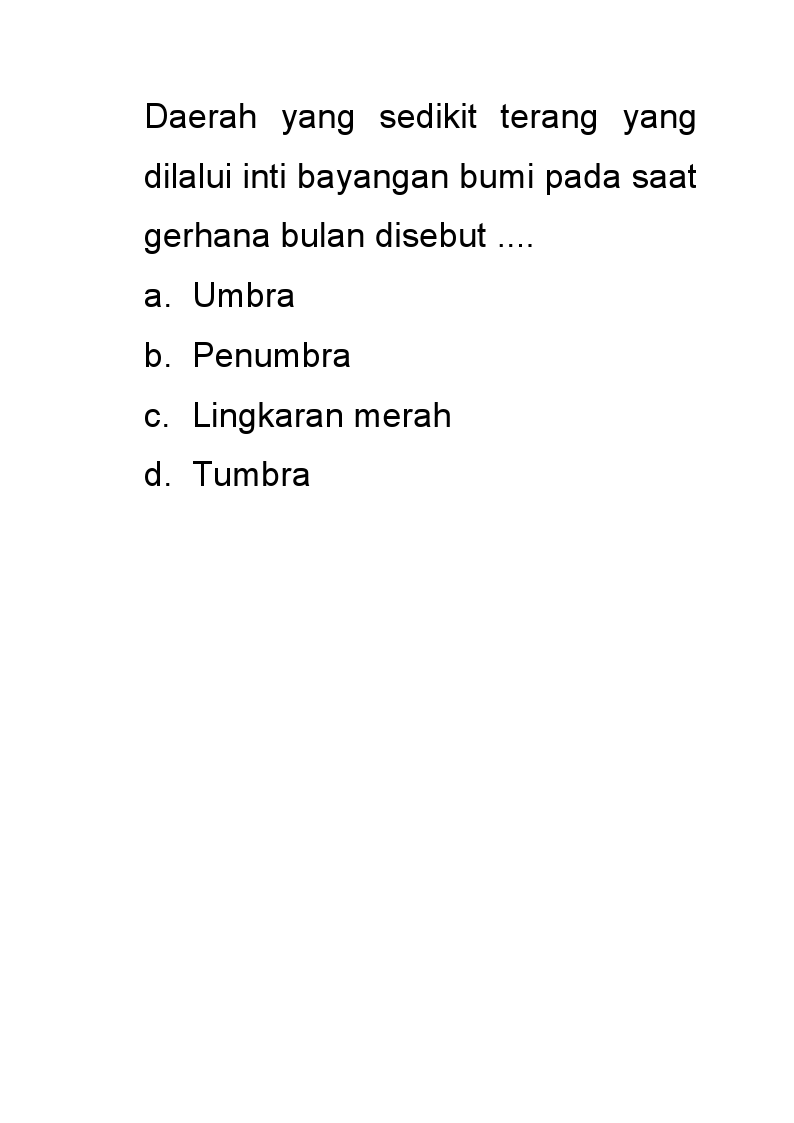 Daerah yang sedikit terang yang
dilalui inti bayangan bumi pada saat
gerhana bulan disebut ....
a. Umbra
b. Penumbra
c. Lingkaran merah
d. Tumbra